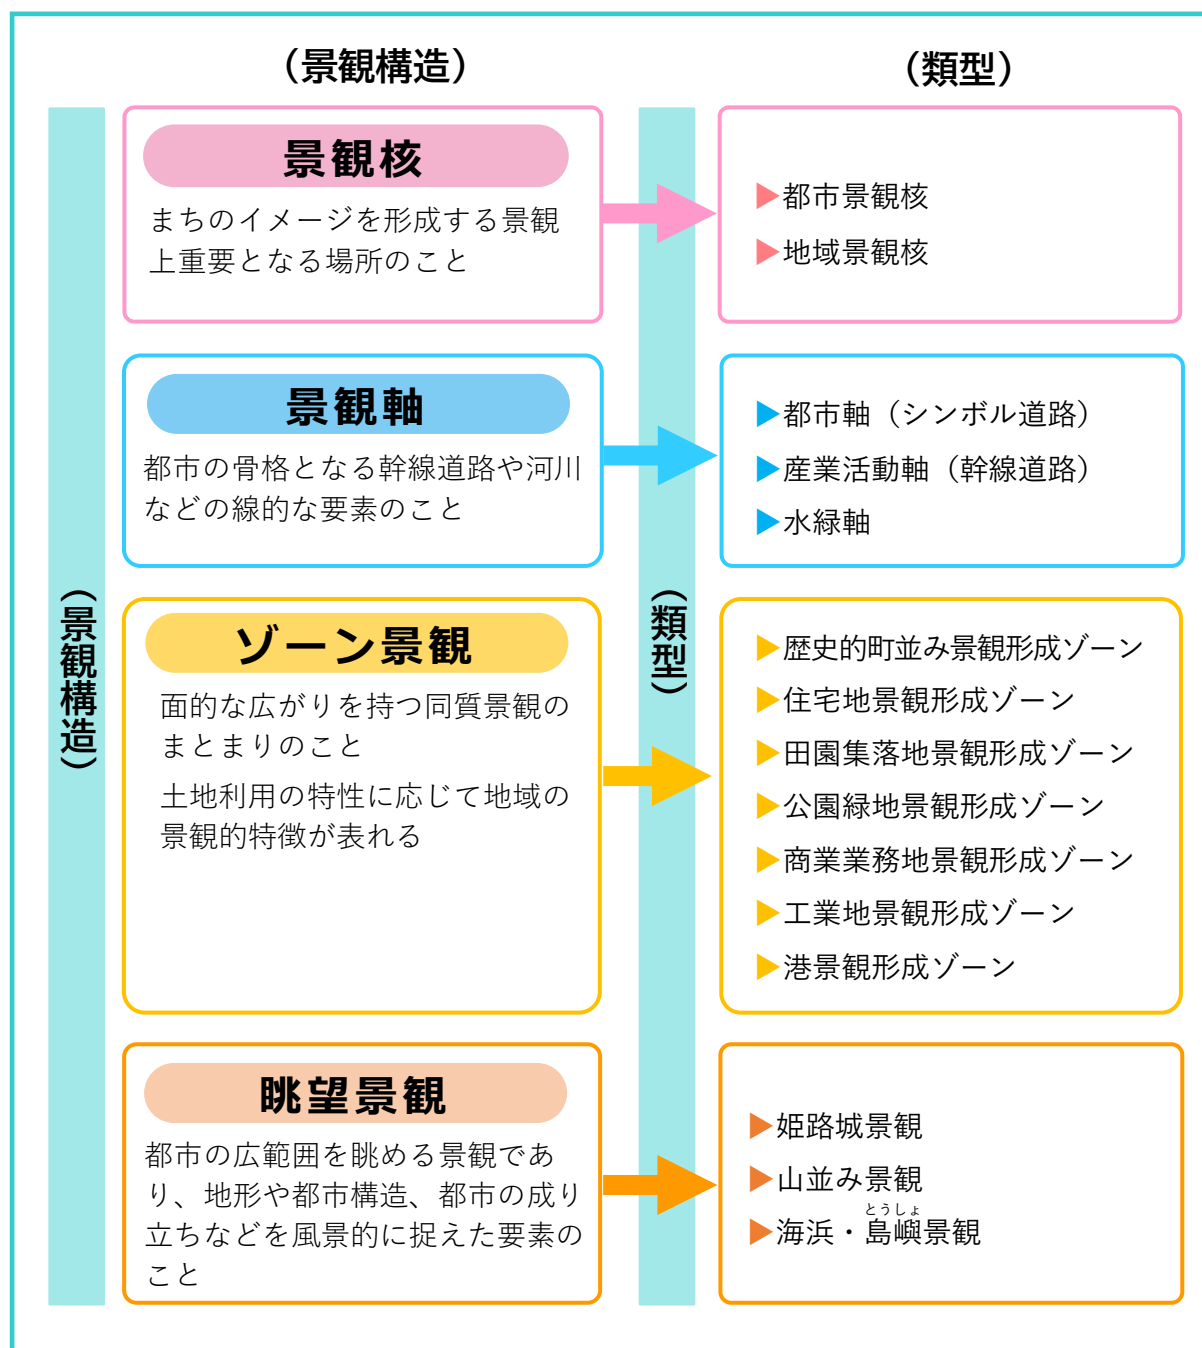 （景観構造）
（類型）
（景観構造）
（類型）
景観核
まちのイメージを形成する景観
上重要となる場所のこと
▶都市景観核
▶地域景観核
景観軸
都市の骨格となる幹線道路や河川
などの線的な要素のこと
▶都市軸（シンボル道路）
▶産業活動軸（幹線道路）
▶水緑軸
ゾーン景観
面的な広がりを持つ同質景観の
まとまりのこと
土地利用の特性に応じて地域の
景観的特徴が表れる
▶歴史的町並み景観形成ゾーン
▶住宅地景観形成ゾーン
▶田園集落地景観形成ゾーン
▶公園緑地景観形成ゾーン
▶商業業務地景観形成ゾーン
▶工業地景観形成ゾーン
▶港景観形成ゾーン
眺望景観
都市の広範囲を眺める景観であ
り、地形や都市構造、都市の成り
立ちなどを風景的に捉えた要素の
こと
▶姫路城景観
▶山並み景観
とうしょ
▶海浜・島嶼景観